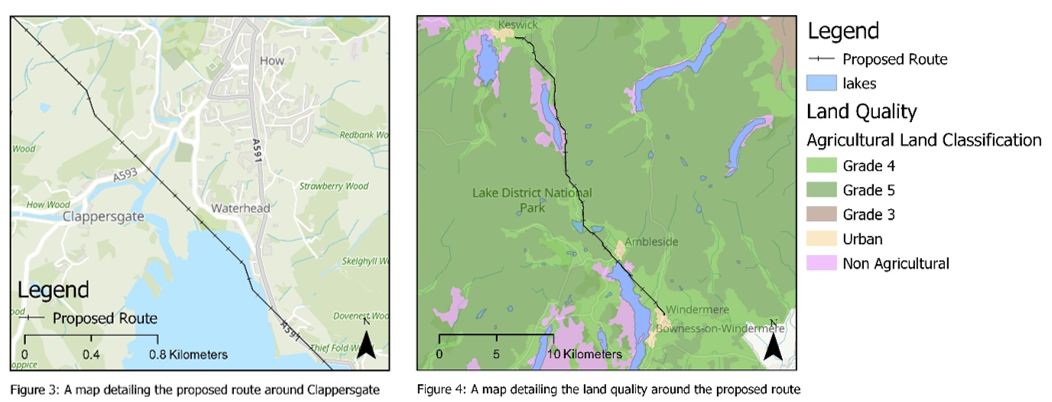 How
Redbank Wo
Wood
A591
A593
Strawberry Wood
How Wood
Clappersgate
Waterhead
Skelghyll W
Legend
Proposed Route
ood
Dovenest Woo
N
A591
0 0.4 0.8 Kilometers
Thief Fold Wo
oppice
Figure 3: A map detailing the proposed route around Clappersgate
Keswick
Lake District National
Park
Ambleside
Windermere
Bowness-on-Windermere
N
0 5 10 Kilometers
Figure 4: A map detailing the land quality around the proposed route
Legend
Proposed Route
lakes
Land Quality
Agricultural Land Classification
Grade 4
Grade 5
Grade 3
Urban
Non Agricultural